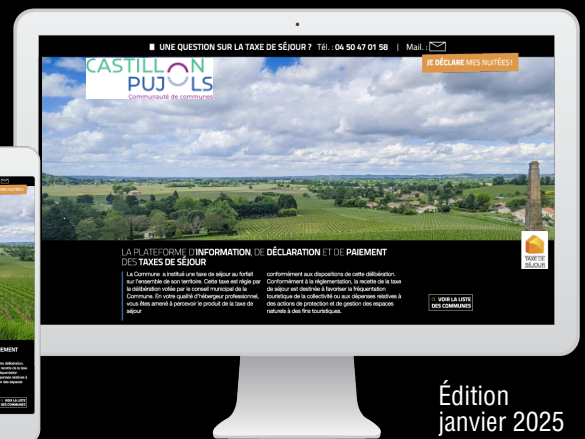 UNE QUESTION SUR LA TAXE DE SÉJOUR ? Tél. : 04 50 47 01 58 | Mail. :
JE DÉCLARE MES NUITÉES !
CASTILLON
PUJOLS
Communauté de communes
LA PLATEFORME D'INFORMATION, DE DÉCLARATION ET DE PAIEMENT
DES TAXES DE SÉJOUR
La Commune a institué une taxe de séjour au forfait
sur l'ensemble de son territoire. Cette taxe est régie par
la délibération votée par le conseil municipal de la
Commune. En votre qualité d'hébergeur professionnel,
vous êtes amené à percevoir le produit de la taxe de
séjour
conformément aux dispositions de cette délibération.
Conformément à la réglementation, la recette de la taxe
de séjour est destinée à favoriser la fréquentation
touristique de la collectivité ou aux dépenses relatives à
des actions de protection et de gestion des espaces
naturels à des fins touristiques.
TAXE DE
SÉJOUR
VOIR LA LISTE
DES COMMUNES
EMENT
VOIR LA LISTE
DES COMMUNES
Édition
janvier 2025